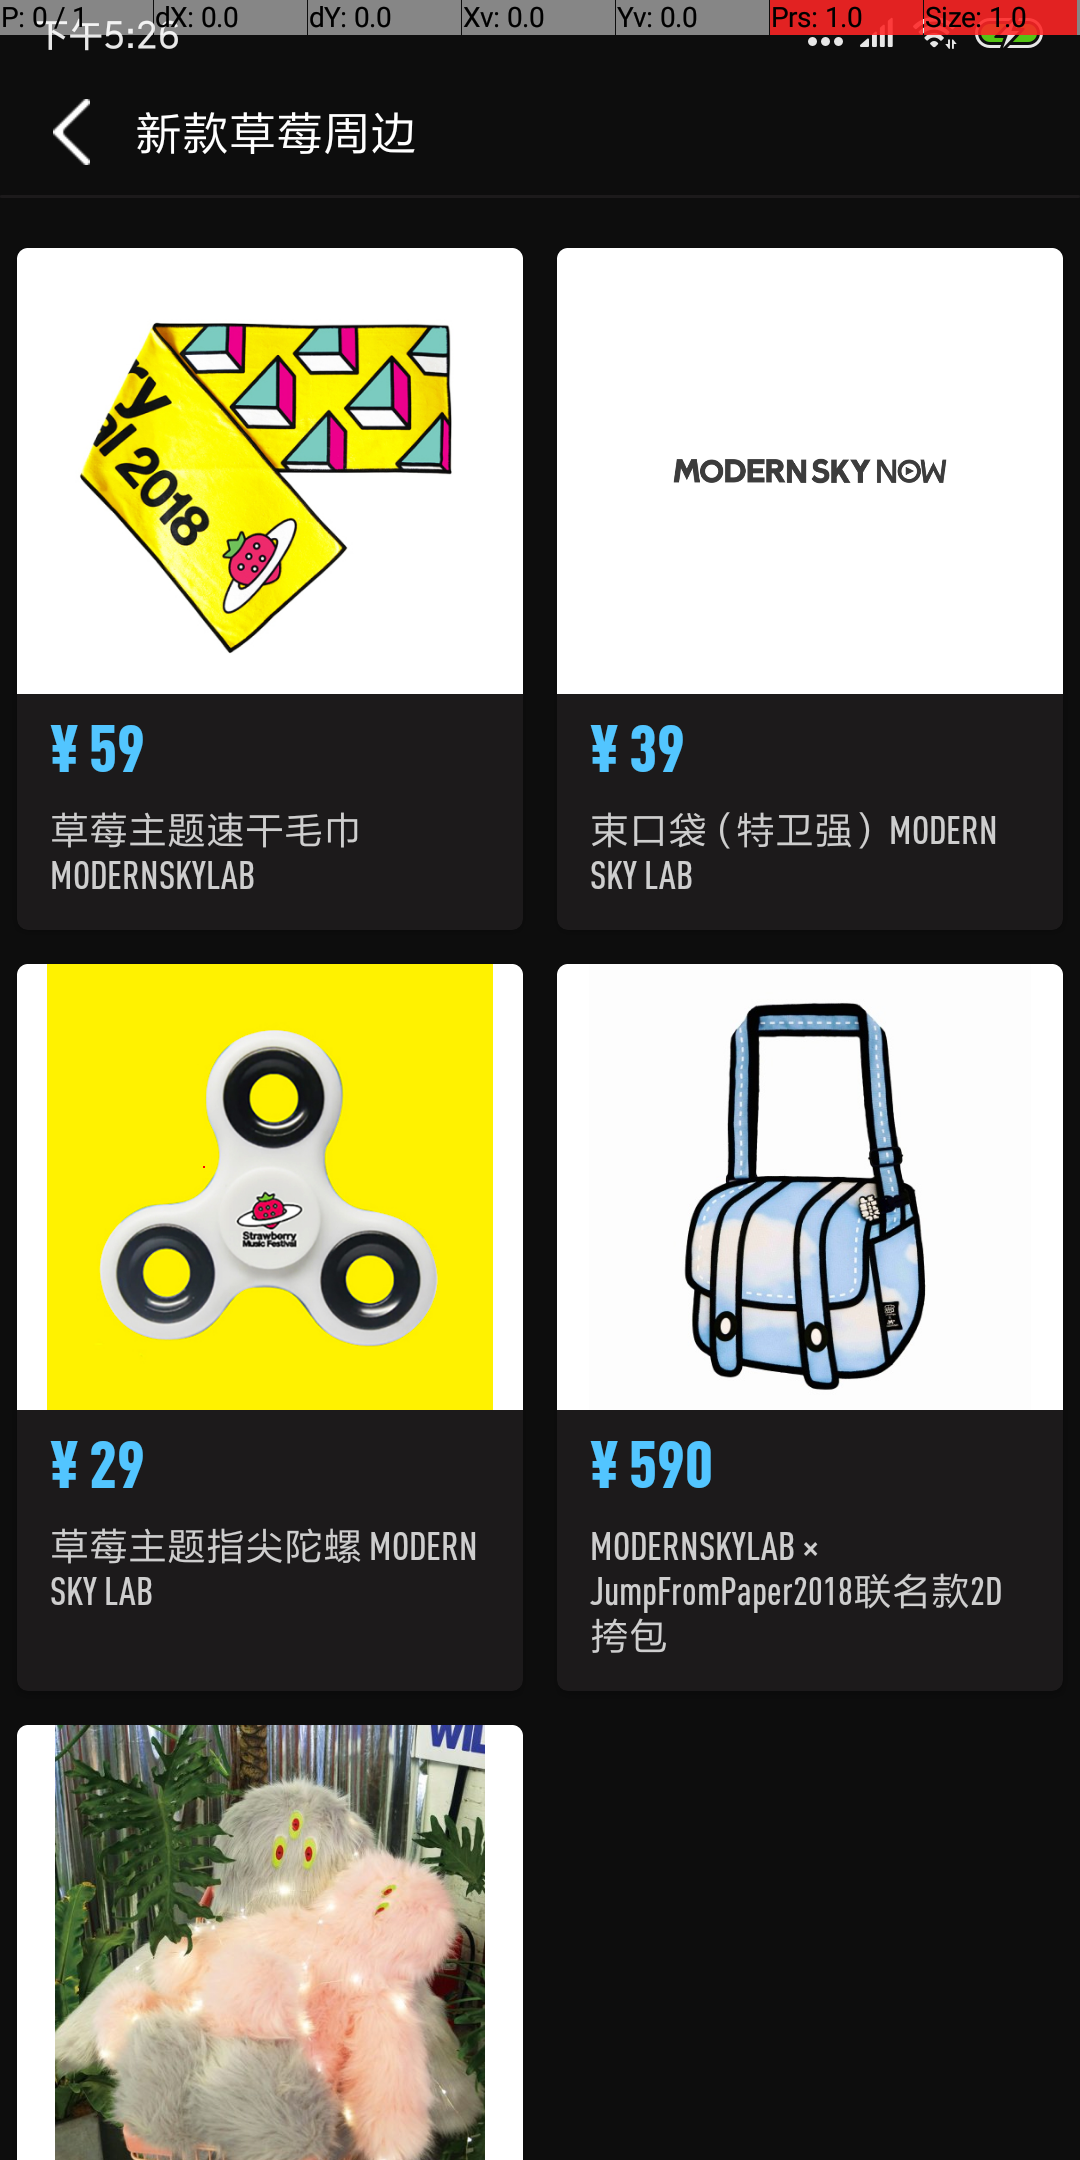 P: 0 / 1 dX: 0.0 dY: 0.0 Xv: 0.0 Yv: 0.0 Prs: 1.0 Size: 1.0
下午5:26
新款草莓周边
ry
al 2018
MODERN SKY NOW
¥ 59
草莓主题速干毛巾
MODERNSKYLAB
¥ 39
束口袋（特卫强）MODERN
SKY LAB
Strawberry
Music Festival
¥ 29
草莓主题指尖陀螺 MODERN
SKY LAB
¥ 590
MODERNSKYLAB ×
JumpFromPaper2018联名款2D
挎包
WIL